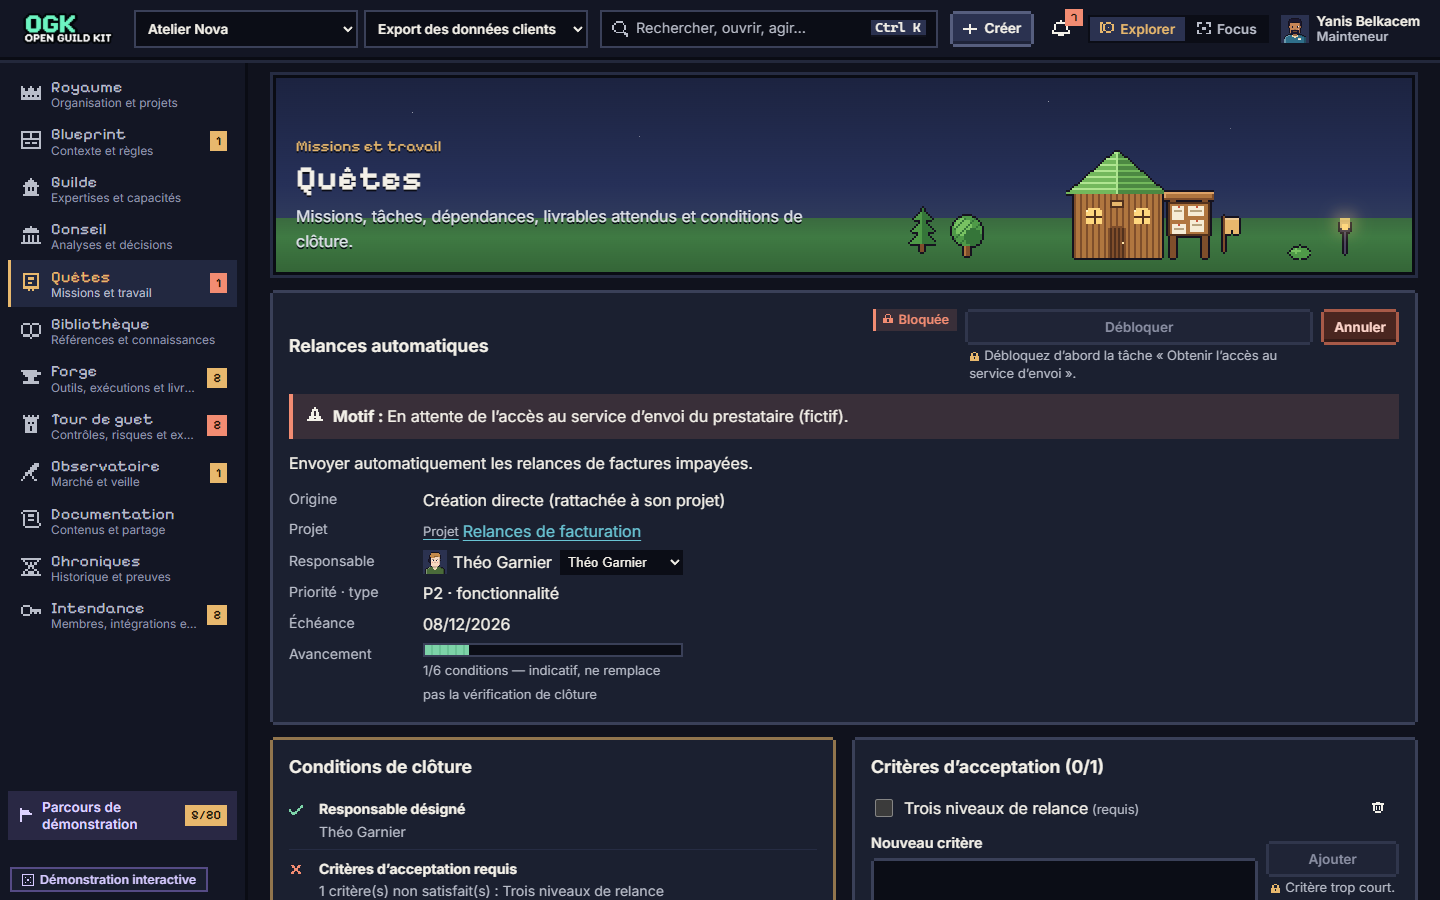 OGK
OPEN GUILD KIT
Atelier Nova
Export des données clients
Rechercher, ouvrir, agir...
Ctrl K
Créer
Explorer
Focus
Yanis Belkacem
Mainteneur
Royaume
Organisation et projets
Blueprint
Contexte et règles
1
Guilde
Expertises et capacités
Conseil
Analyses et décisions
Quêtes
Missions et travail
1
Bibliothèque
Références et connaissances
Forge
Outils, exécutions et livr...
8
Tour de guet
Contrôles, risques et ex...
8
Observatoire
Marché et veille
1
Documentation
Contenus et partage
Chroniques
Historique et preuves
Intendance
Membres, intégrations e...
8
Parcours de
démonstration
Démonstration interactive
Missions et travail
Quêtes
Missions, tâches, dépendances, livrables attendus et conditions de
clôture.
Relances automatiques
Bloquée
Débloquer
Annuler
Débloquez d'abord la tâche « Obtenir l'accès au
service d'envoi ».
Motif : En attente de l'accès au service d'envoi du prestataire (fictif).
Envoyer automatiquement les relances de factures impayées.
Origine
Création directe (rattachée à son projet)
Projet
Projet Relances de facturation
Responsable
Théo Garnier
Théo Garnier
Priorité · type
P2 · fonctionnalité
Échéance
08/12/2026
Avancement
1/6 conditions — indicatif, ne remplace
pas la vérification de clôture
Conditions de clôture
Responsable désigné
Théo Garnier
Critères d'acceptation requis
1 critère(s) non satisfait(s) : Trois niveaux de relance
Critères d'acceptation (0/1)
Trois niveaux de relance (requis)
Nouveau critère
Ajouter
Critère trop court.